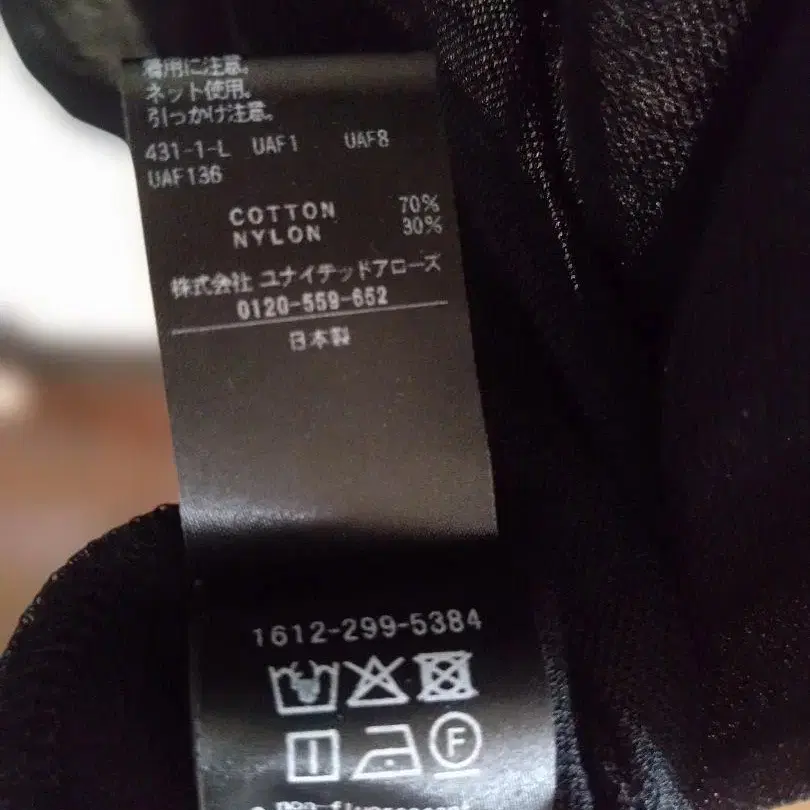 着用に注意。
ネット使用。
引っかけ注意。
431-1-L UAF1 UAF8
UAF136
COTTON 70%
NYLON 30%
株式会社 ユナイテッドアローズ
0120-559-652
日本製
1612-299-5384
F
non-fluorescent